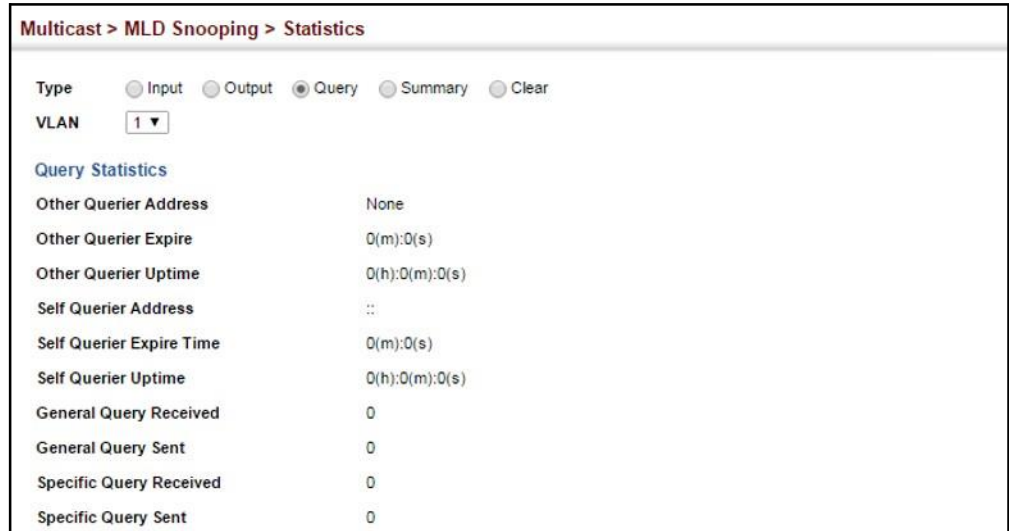 Multicast > MLD Snooping > Statistics
Type Input Output Query Summary Clear
VLAN 1
Query Statistics
Other Querier Address None
Other Querier Expire 0(m):0(s)
Other Querier Uptime 0(h):0(m):0(s)
Self Querier Address ::
Self Querier Expire Time 0(m):0(s)
Self Querier Uptime 0(h):0(m):0(s)
General Query Received 0
General Query Sent 0
Specific Query Received 0
Specific Query Sent 0